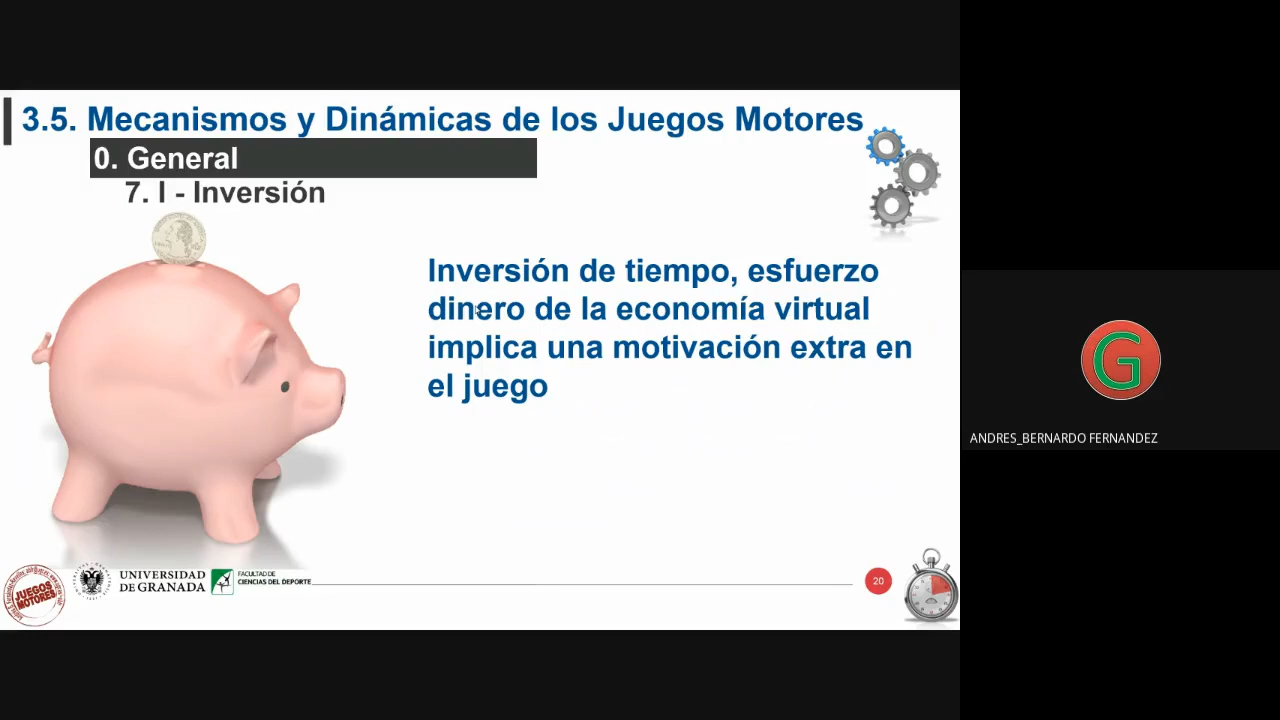 3.5. Mecanismos y Dinámicas de los Juegos Motores
0. General
7. I - Inversión
Inversión de tiempo, esfuerzo
dinero de la economía virtual
implica una motivación extra en
el juego
G
ANDRES_BERNARDO FERNANDEZ
JUEGOS
MOTORES
UNIVERSIDAD
DE GRANADA
FACULTAD DE
CIENCIAS DEL DEPORTE
20